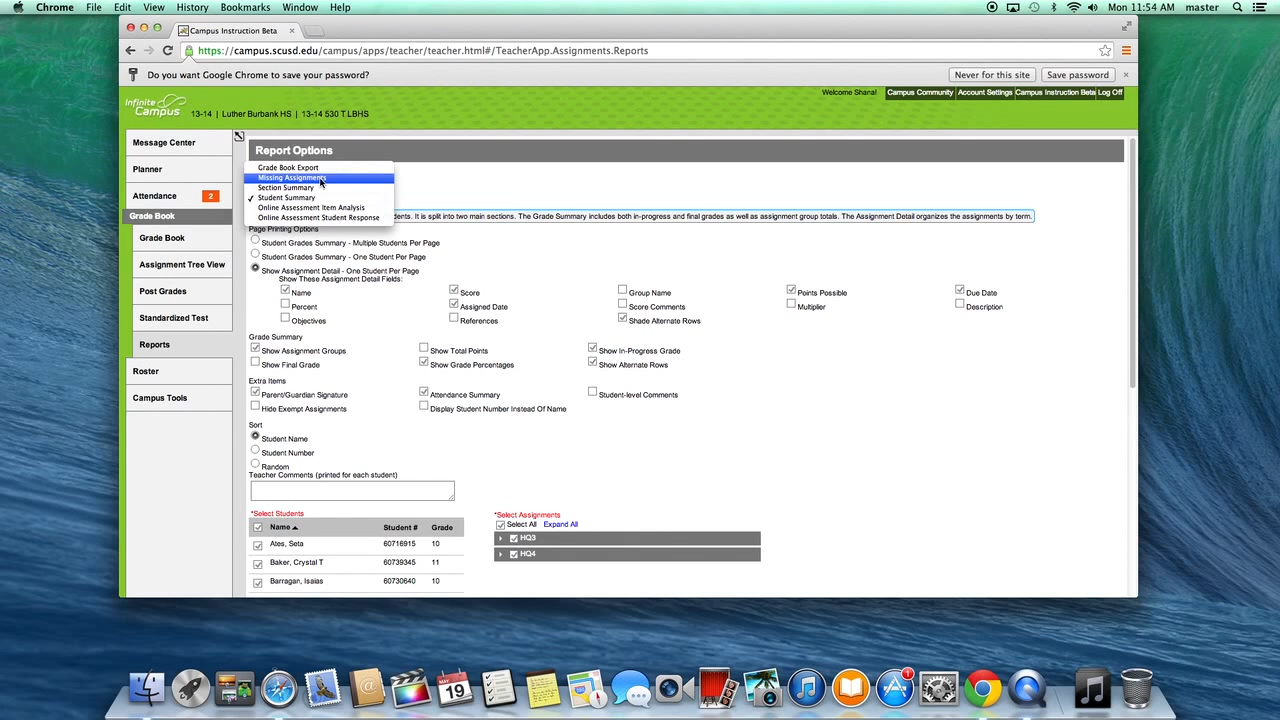 Chrome File Edit View History Bookmarks Window Help Mon 11:54 AM master
Campus Instruction Beta
https://campus.scusd.edu/campus/apps/teacher/teacher.html#/TeacherApp.Assignments.Reports
Do you want Google Chrome to save your password? Never for this site Save password
Welcome Shana! Campus Community Account Settings Campus Instruction Beta Log Off
Infinite Campus 13-14 | Luther Burbank HS | 13-14 530 T LBHS
Message Center
Planner
Attendance 2
Grade Book
Grade Book
Assignment Tree View
Post Grades
Standardized Test
Reports
Roster
Campus Tools
Report Options
Grade Book Export
Missing Assignments
Section Summary
✓ Student Summary
Online Assessment Item Analysis
Online Assessment Student Response
dents. It is split into two main sections. The Grade Summary includes both in-progress and final grades as well as assignment group totals. The Assignment Detail organizes the assignments by term.
Page Printing Options
Student Grades Summary - Multiple Students Per Page
Student Grades Summary - One Student Per Page
Show Assignment Detail - One Student Per Page
Show These Assignment Detail Fields:
Name Score Group Name Points Possible Due Date
Percent Assigned Date Score Comments Multiplier Description
Objectives References Shade Alternate Rows
Grade Summary
Show Assignment Groups Show Total Points Show In-Progress Grade
Show Final Grade Show Grade Percentages Show Alternate Rows
Extra Items
Parent/Guardian Signature Attendance Summary Student-level Comments
Hide Exempt Assignments Display Student Number Instead Of Name
Sort
Student Name
Student Number
Random
Teacher Comments (printed for each student)
*Select Students
Name Student # Grade
Ates, Seta 60716915 10
Baker, Crystal T 60739345 11
Barragan, Isaias 60730640 10
*Select Assignments
Select All Expand All
HQ3
HQ4
MAY
19
1